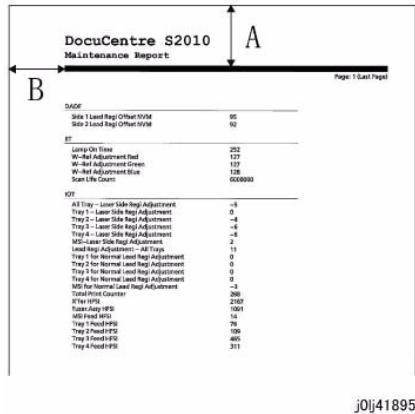 DocuCentre S2010
A
Maintenance Report
B
Page: 1 (Last Page)
DADF
Side 1 Lead Regi Offset NVM 95
Side 2 Lead Regi Offset NVM 92
IIT
Lamp On Time 252
W-Ref Adjustment Red 127
W-Ref Adjustment Green 127
W-Ref Adjustment Blue 128
Scan Life Count 6000000
IOT
All Tray - Laser Side Regi Adjustment -5
Tray 1 - Laser Side Regi Adjustment 0
Tray 2 - Laser Side Regi Adjustment
Tray 3 - Laser Side Regi Adjustment
Tray 4 - Laser Side Regi Adjustment
MSI-Laser Side Regi Adjustment 2
Lead Regi Adjustment - All Trays 11
Tray 1 for Normal Lead Regi Adjustment 0
Tray 2 for Normal Lead Regi Adjustment 0
Tray 3 for Normal Lead Regi Adjustment 0
Tray 4 for Normal Lead Regi Adjustment 0
MSI for Normal Lead Regi Adjustment -3
Total Print Counter 268
X'fer HFSI 2167
Fuser Assy HFSI 1091
MSI Feed HFSI 14
Tray 1 Feed HFSI 76
Tray 2 Feed HFSI 109
Tray 3 Feed HFSI 465
Tray 4 Feed HFSI 311
j0lj41895